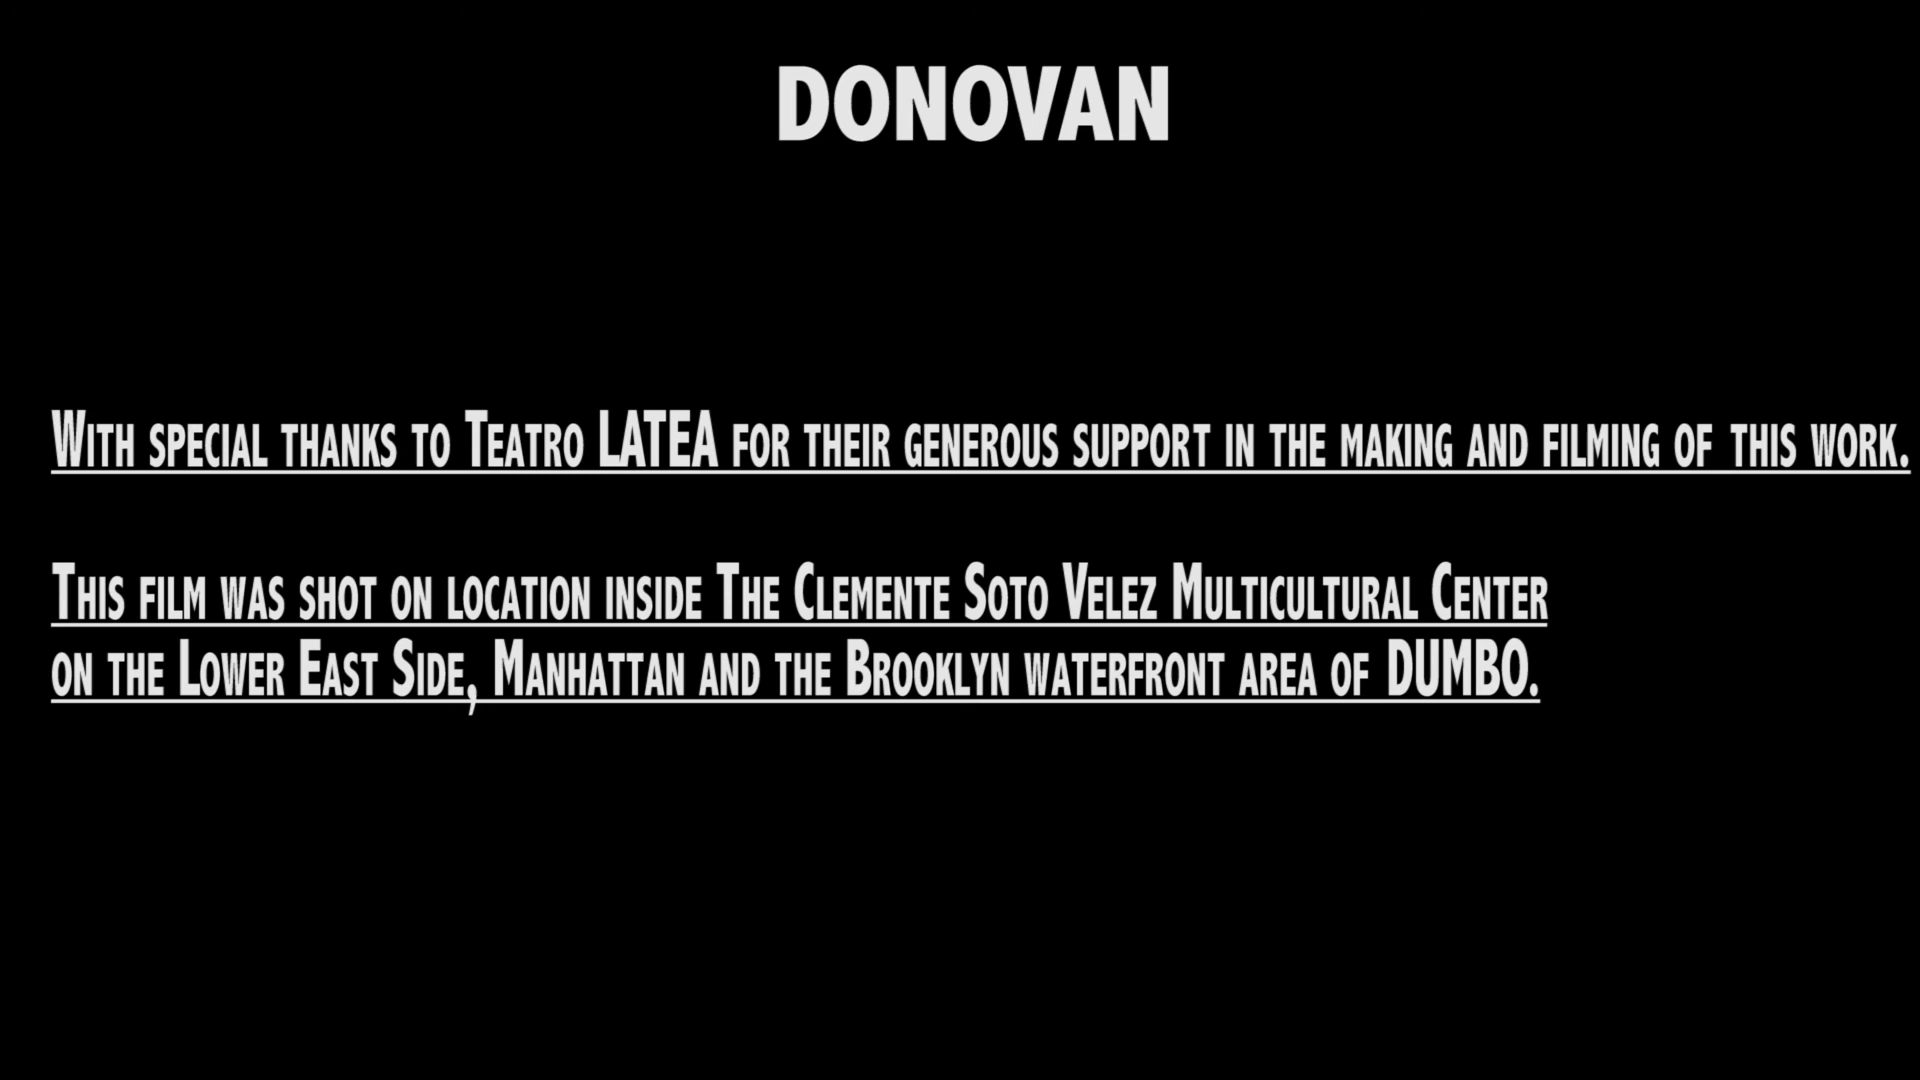 DONOVAN
With special thanks to Teatro LATEA for their generous support in the making and filming of this work.
This film was shot on location inside The Clemente Soto Velez Multicultural Center
on the Lower East Side, Manhattan and the Brooklyn waterfront area of DUMBO.